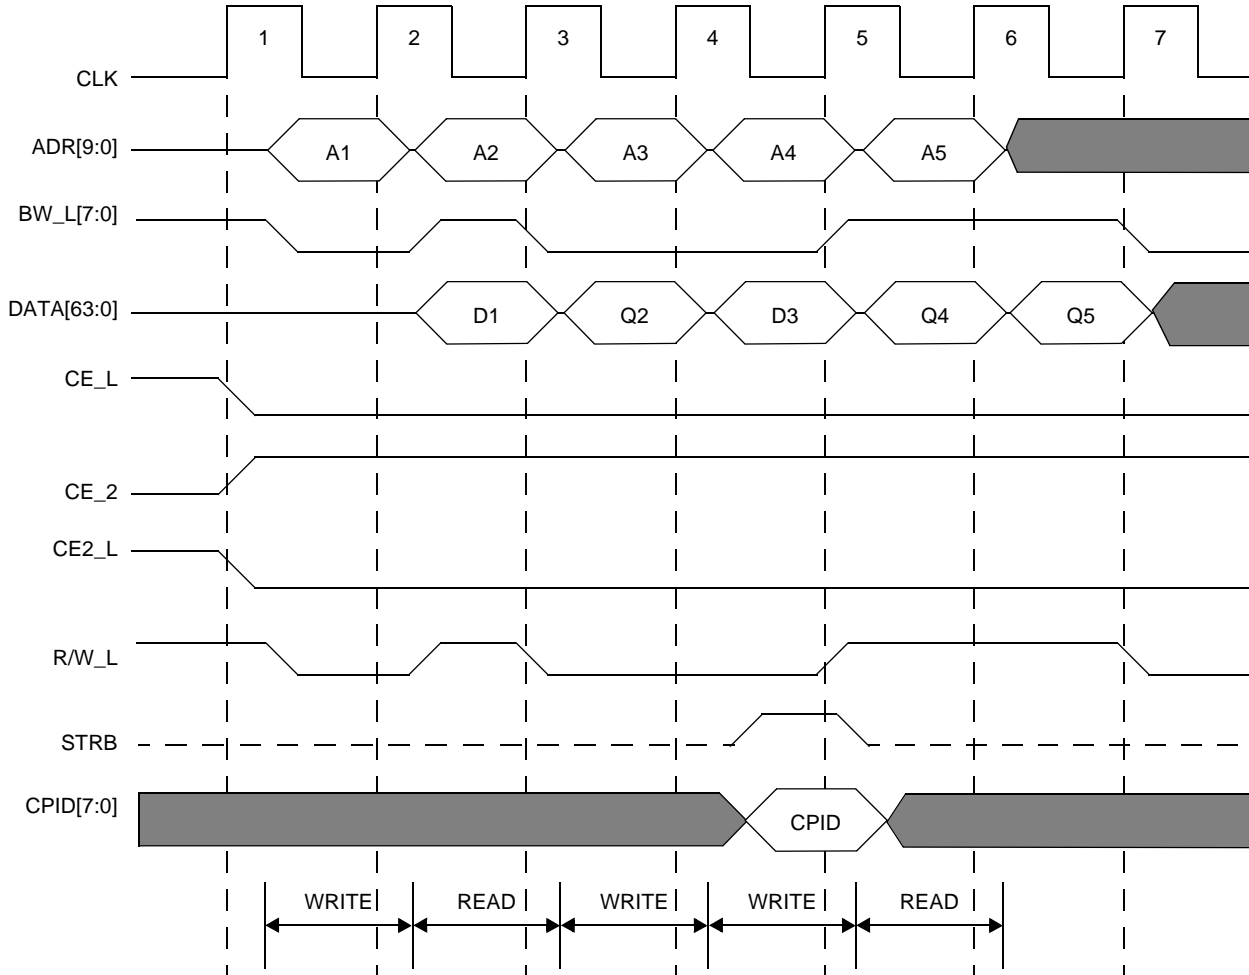 1 2 3 4 5 6 7
CLK
ADR[9:0] A1 A2 A3 A4 A5
BW_L[7:0]
DATA[63:0] D1 Q2 D3 Q4 Q5
CE_L
CE_2
CE2_L
R/W_L
STRB
CPID[7:0] CPID
WRITE READ WRITE WRITE READ